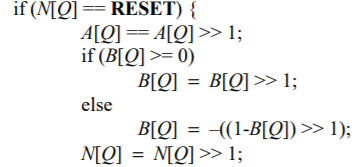 if (N[Q] == RESET) {
A[Q] == A[Q] >> 1;
if (B[Q] >= 0)
B[Q] = B[Q] >> 1;
else
B[Q] = –((1-B[Q]) >> 1);
N[Q] = N[Q] >> 1;